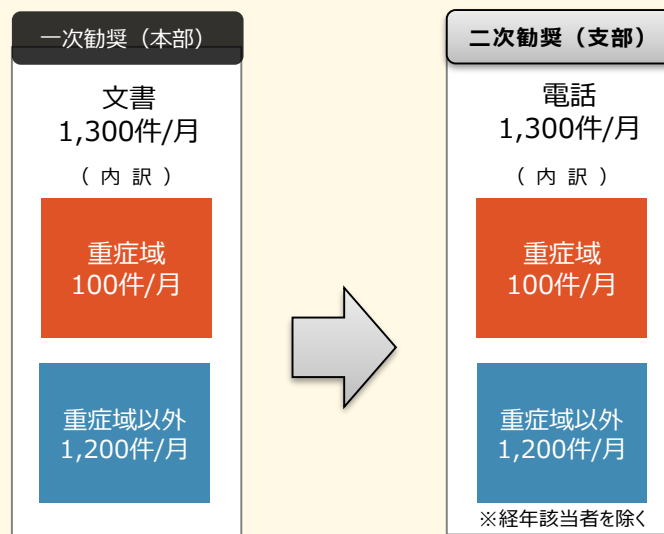 一次勧奨（本部）
文書
1,300件/月
（ 内 訳 ）
重症域
100件/月
重症域以外
1,200件/月
二次勧奨（支部）
電話
1,300件/月
（ 内 訳 ）
重症域
100件/月
重症域以外
1,200件/月
※経年該当者を除く